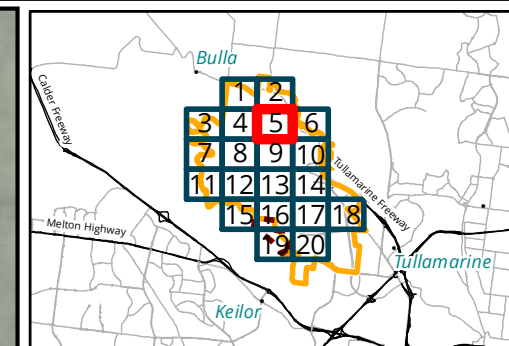 Bulla
1 2
3 4 5 6
7 8 9 10
11 12 13 14
15 16 17 18
19 20
Calder Freeway
Tullamarine Freeway
Melton Highway
Tullamarine
Keilor